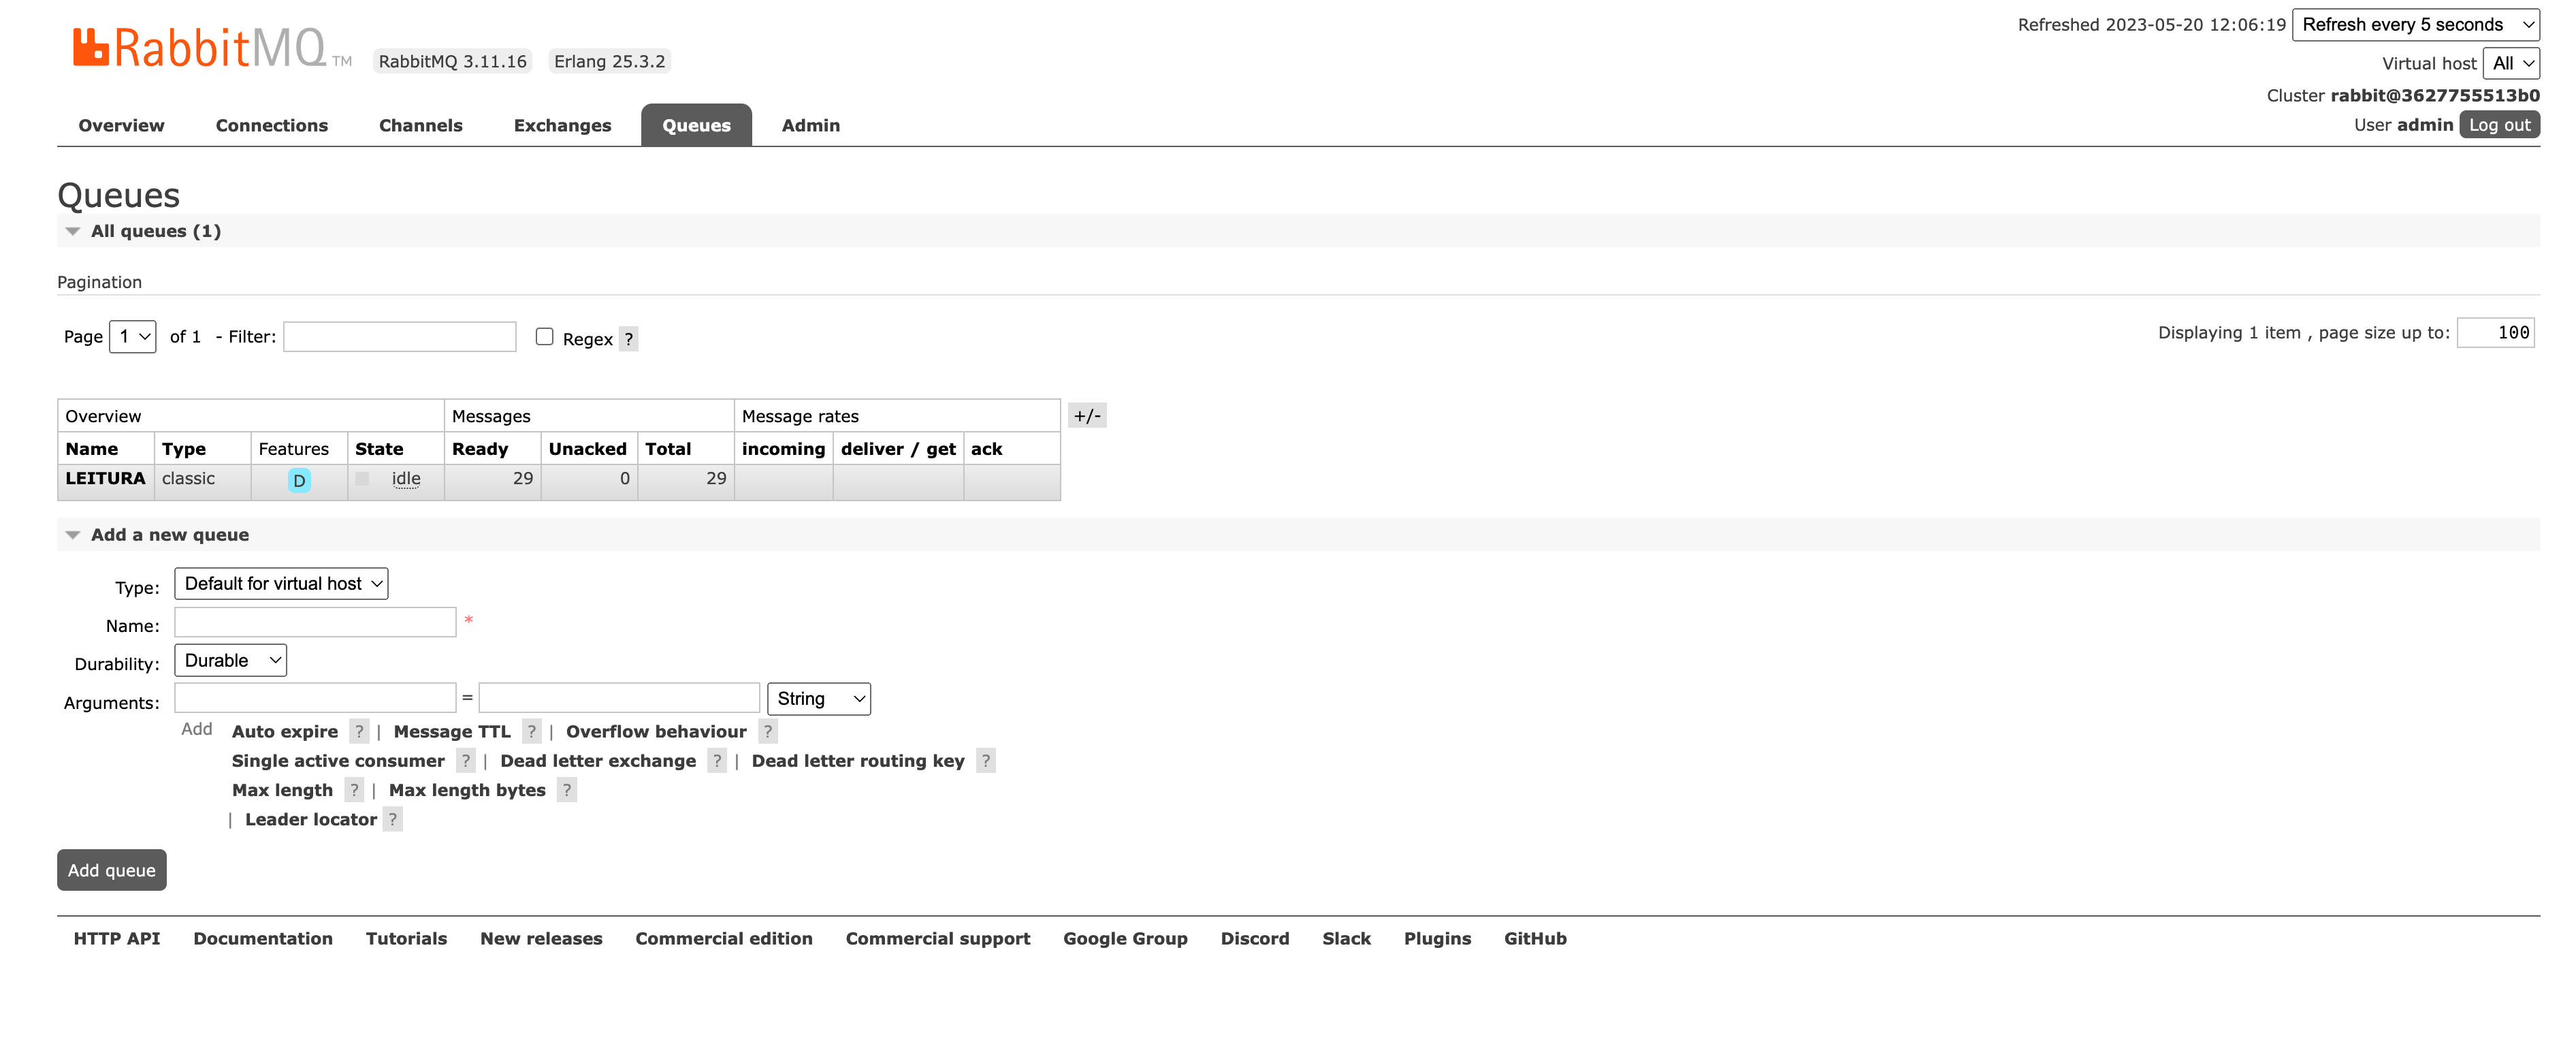 RabbitMQ TM RabbitMQ 3.11.16 Erlang 25.3.2
Refreshed 2023-05-20 12:06:19 Refresh every 5 seconds
Virtual host All
Cluster rabbit@3627755513b0
User admin Log out
Overview Connections Channels Exchanges Queues Admin
Queues
All queues (1)
Pagination
Page 1 of 1 - Filter: Regex ? Displaying 1 item , page size up to: 100
Overview Messages Message rates +/-
Name Type Features State Ready Unacked Total incoming deliver / get ack
LEITURA classic D idle 29 0 29
Add a new queue
Type: Default for virtual host
Name: *
Durability: Durable
Arguments: = String
Add Auto expire ? | Message TTL ? | Overflow behaviour ?
Single active consumer ? | Dead letter exchange ? | Dead letter routing key ?
Max length ? | Max length bytes ?
| Leader locator ?
Add queue
HTTP API Documentation Tutorials New releases Commercial edition Commercial support Google Group Discord Slack Plugins GitHub